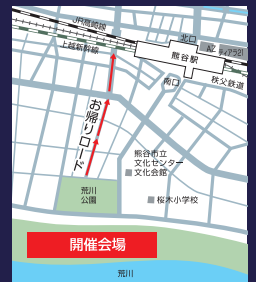 JR高崎線
上越新幹線
北口
熊谷駅
AZ
ティアラ21
秩父鉄道
南口
お帰りロード
熊谷市立
文化センター
文化会館
荒川
公園
桜木小学校
開催会場
荒川